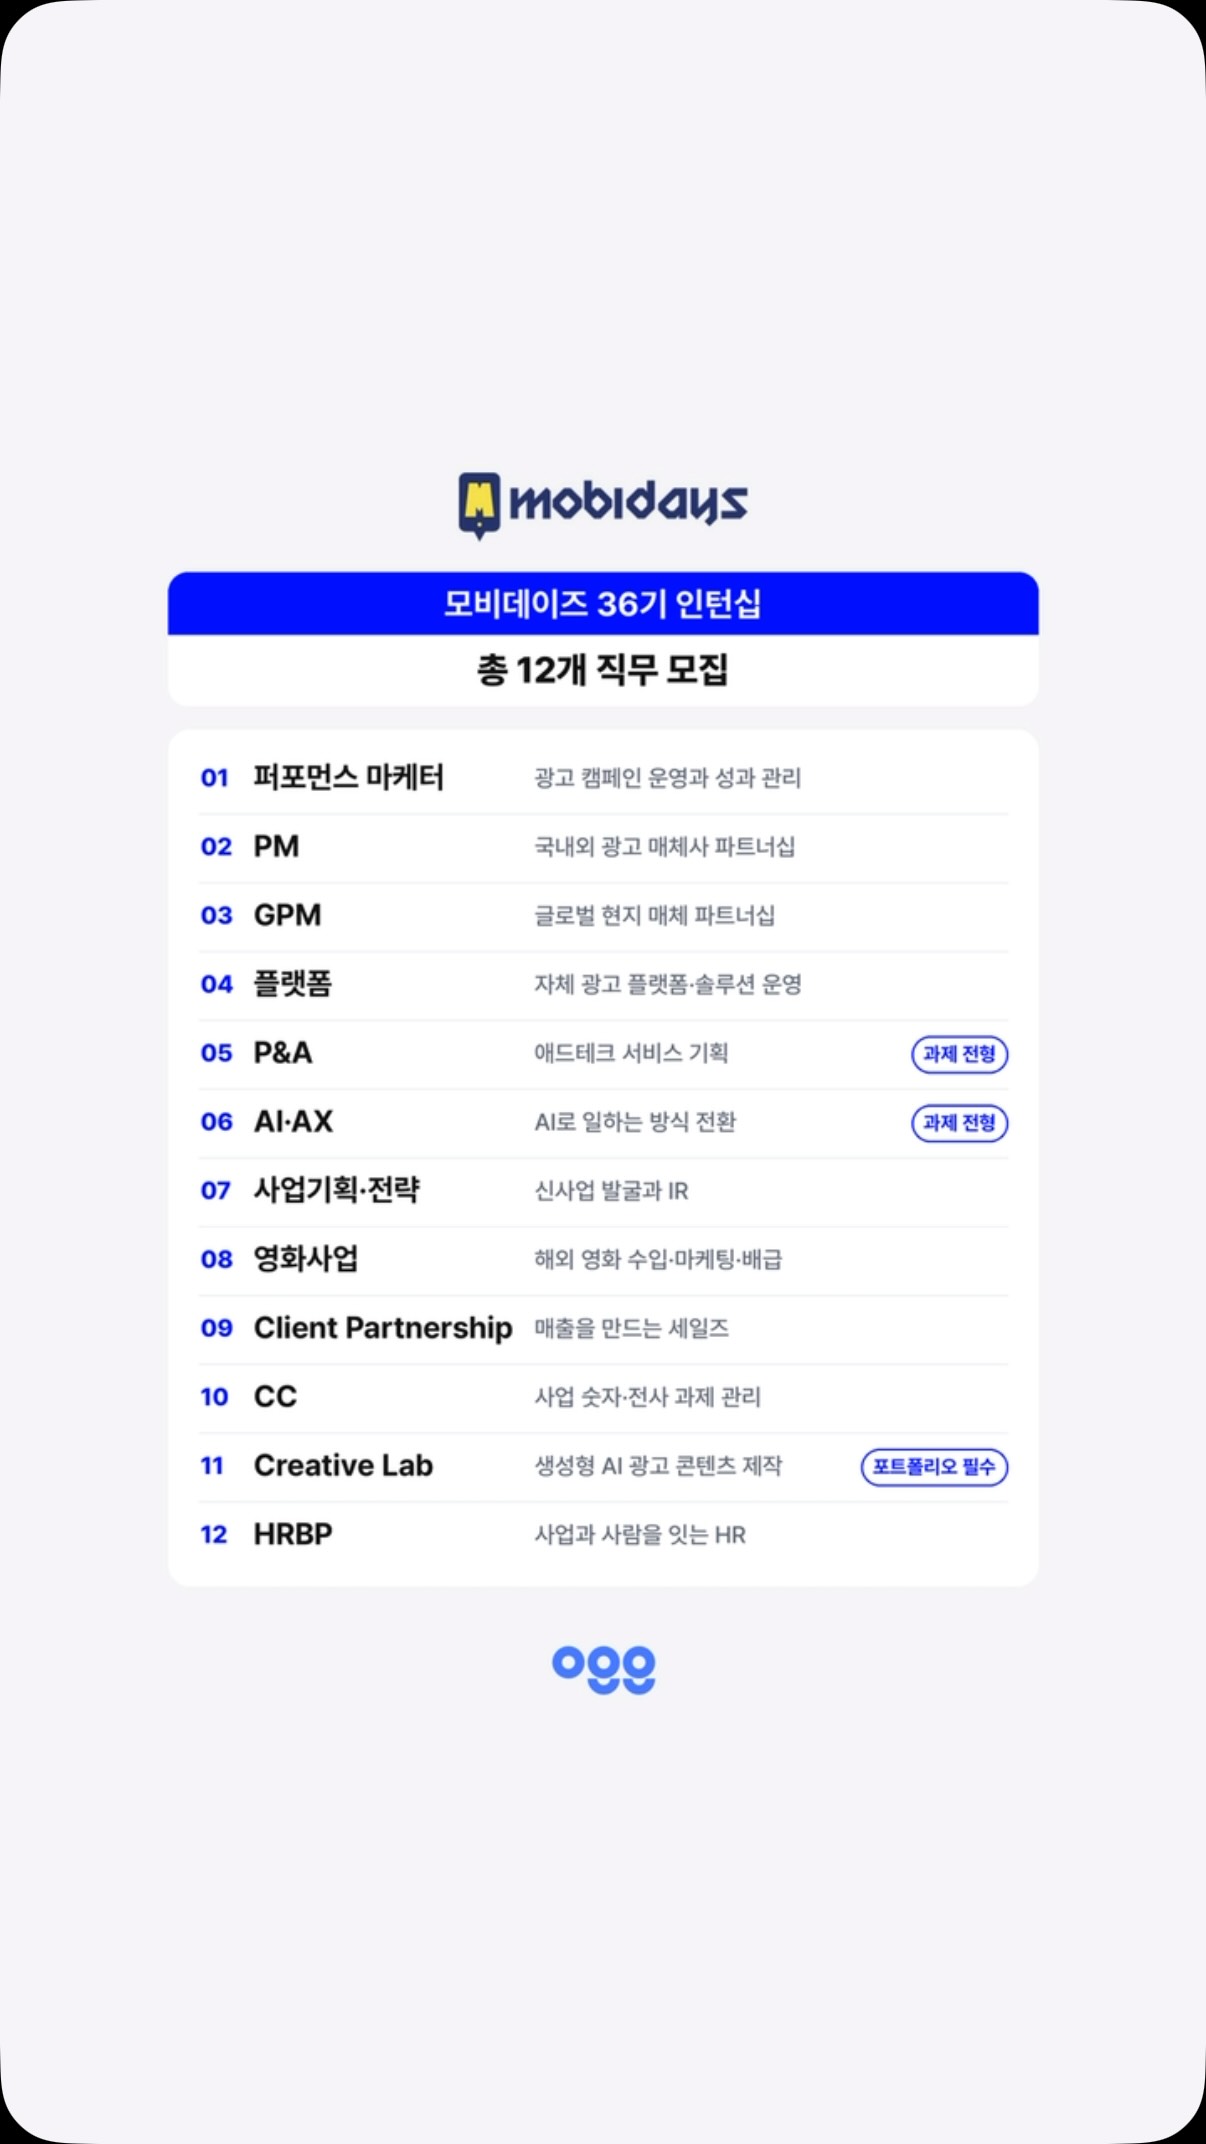 mobidays
모비데이즈 36기 인턴십
총 12개 직무 모집
01 퍼포먼스 마케터 광고 캠페인 운영과 성과 관리
02 PM 국내외 광고 매체사 파트너십
03 GPM 글로벌 현지 매체 파트너십
04 플랫폼 자체 광고 플랫폼·솔루션 운영
05 P&A 애드테크 서비스 기획 과제 전형
06 AI·AX AI로 일하는 방식 전환 과제 전형
07 사업기획·전략 신사업 발굴과 IR
08 영화사업 해외 영화 수입·마케팅·배급
09 Client Partnership 매출을 만드는 세일즈
10 CC 사업 숫자·전사 과제 관리
11 Creative Lab 생성형 AI 광고 콘텐츠 제작 포트폴리오 필수
12 HRBP 사업과 사람을 잇는 HR
ogg